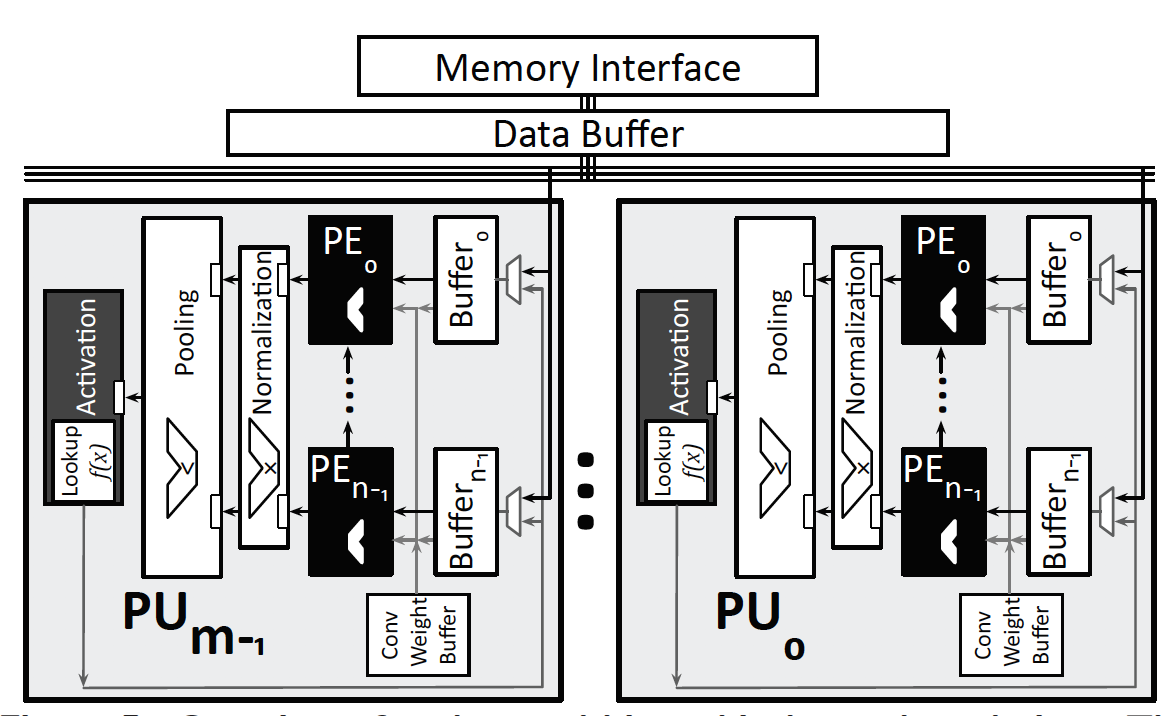 Memory Interface
Data Buffer
Activation
Lookup
f(x)
Pooling
<
Normalization
×
PE0
PEn-1
Buffer0
Buffern-1
Conv
Weight
Buffer
PUm-1
Activation
Lookup
f(x)
Pooling
<
Normalization
×
PE0
PEn-1
Buffer0
Buffern-1
Conv
Weight
Buffer
PU0